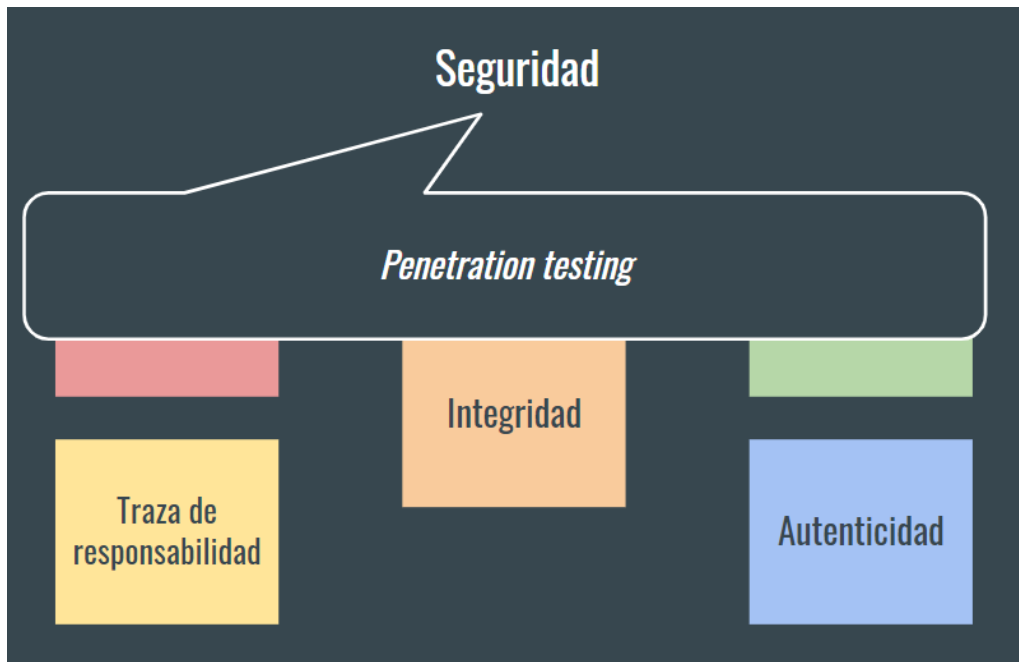 Seguridad
Penetration testing
Integridad
Traza de
responsabilidad
Autenticidad